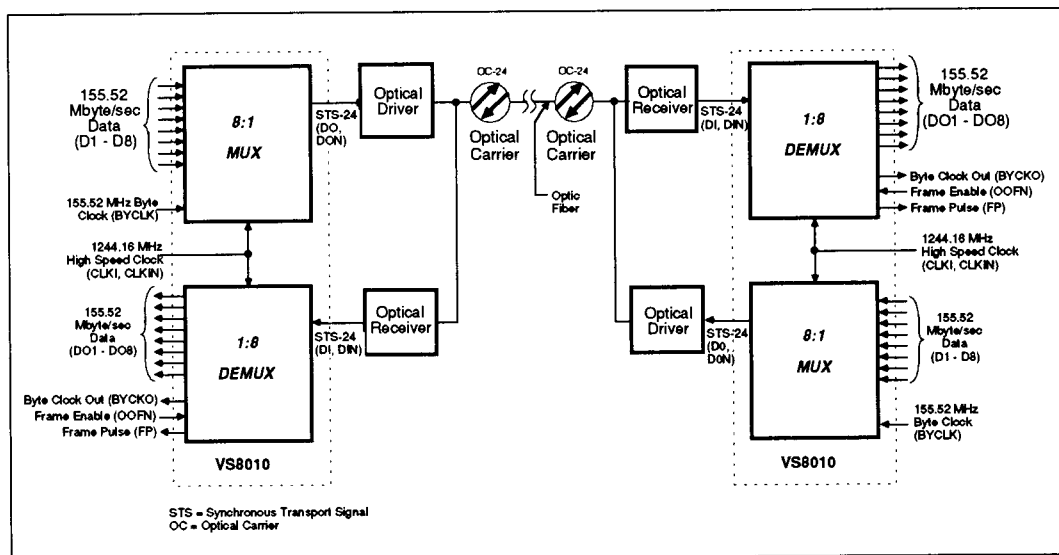 155.52
Mbyte/sec
Data
(D1 - D8)
8:1
MUX
155.52 MHz Byte
Clock (BYCLK)
STS-24
(DO,
DON)
Optical
Driver
OC-24
Optical
Carrier
OC-24
Optical
Carrier
Optic
Fiber
Optical
Receiver
STS-24
(DI, DIN)
1:8
DEMUX
155.52
Mbyte/sec
Data
(DO1 - DO8)
Byte Clock Out (BYCKO)
Frame Enable (OOFN)
Frame Pulse (FP)
1244.16 MHz
High Speed Clock
(CLKI, CLKIN)
1244.16 MHz
High Speed Clock
(CLKI, CLKIN)
155.52
Mbyte/sec
Data
(DO1 - DO8)
1:8
DEMUX
STS-24
(DI, DIN)
Optical
Receiver
Byte Clock Out (BYCKO)
Frame Enable (OOFN)
Frame Pulse (FP)
VS8010
Optical
Driver
STS-24
(D0,
D0N)
8:1
MUX
155.52
Mbyte/sec
Data
(D1 - D8)
155.52 MHz
Byte Clock
(BYCLK)
VS8010
STS = Synchronous Transport Signal
OC = Optical Carrier